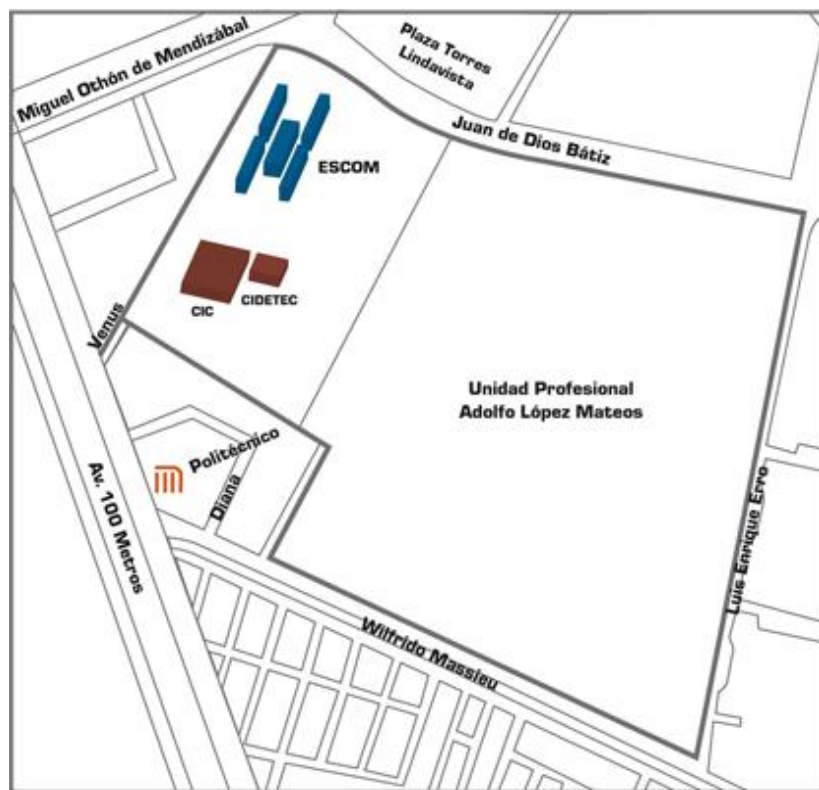 Miguel Othón de Mendizábal
Plaza Torres
Lindavista
Juan de Dios Bátiz
ESCOM
CIC
CIDETEC
Venus
Unidad Profesional
Adolfo López Mateos
Politécnico
Diana
Av. 100 Metros
Luis Enrique Erro
Wilfrido Massieu